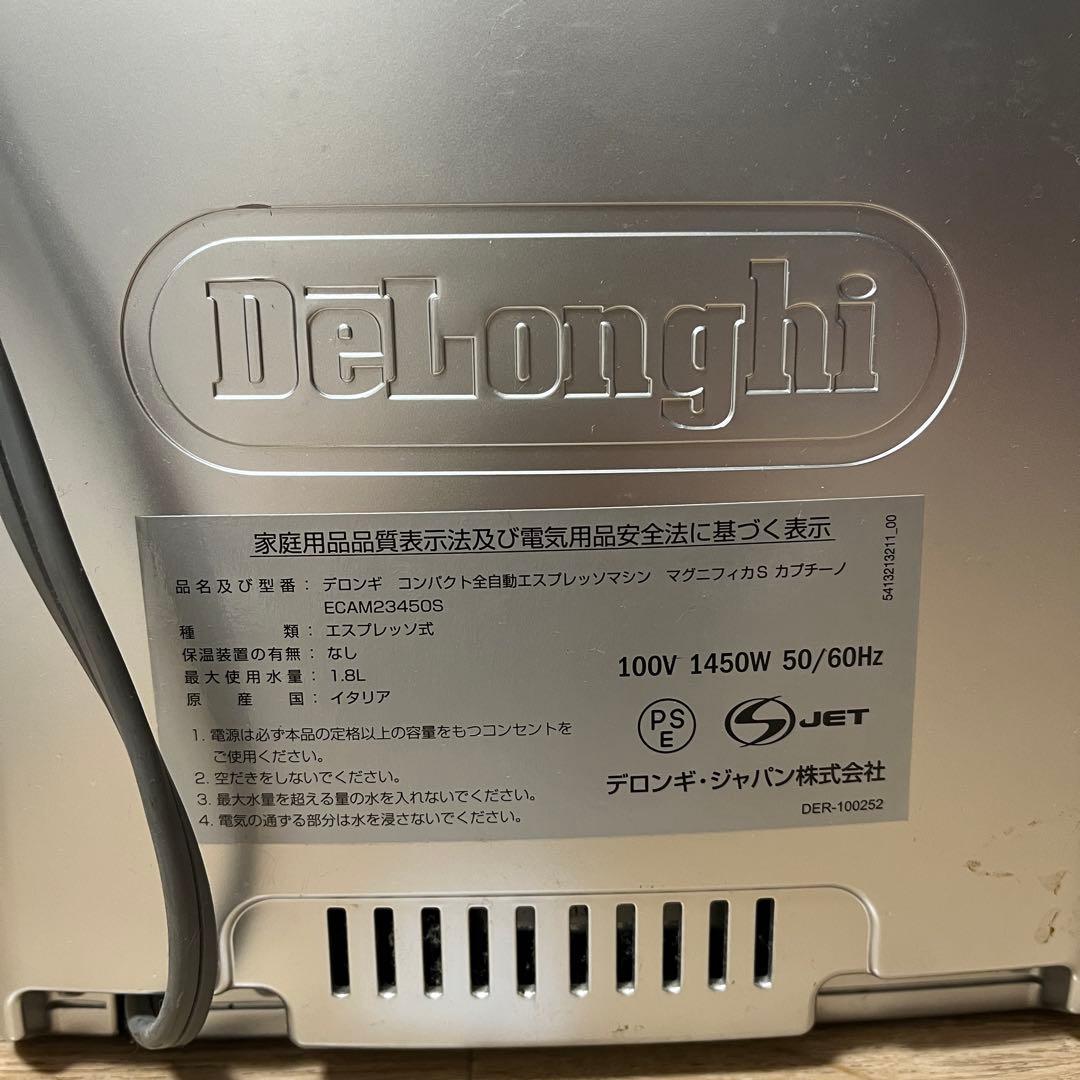 DēLonghi
家庭用品品質表示法及び電気用品安全法に基づく表示
品名及び型番： デロンギ コンパクト全自動エスプレッソマシン マグニフィカS カプチーノ
ECAM23450S
種類： エスプレッソ式
保温装置の有無： なし
最大使用水量： 1.8L
原産国： イタリア
1. 電源は必ず本品の定格以上の容量をもつコンセントを
ご使用ください。
2. 空だきをしないでください。
3. 最大水量を超える量の水を入れないでください。
4. 電気の通ずる部分は水を浸さないでください。
5413213211_00
100V 1450W 50/60Hz
PS
E
S JET
デロンギ・ジャパン株式会社
DER-100252